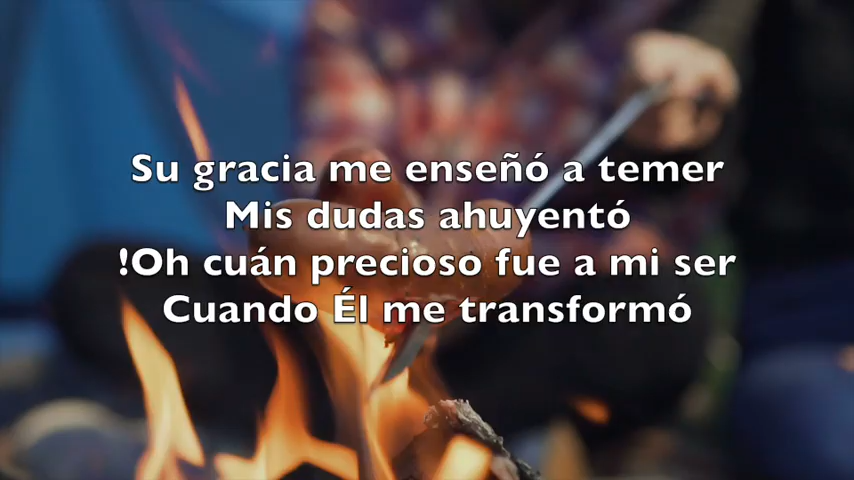 Su gracia me enseñó a temer
Mis dudas ahuyentó
!Oh cuán precioso fue a mi ser
Cuando Él me transformó